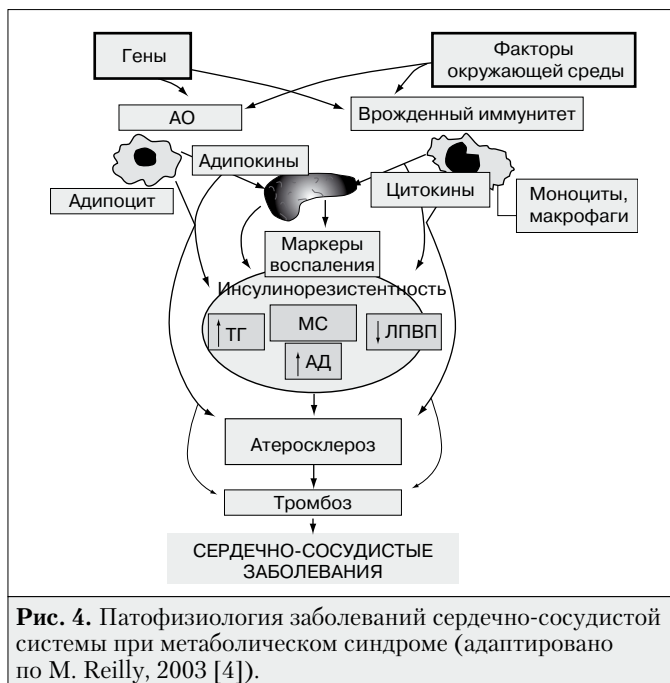 Гены
Факторы
окружающей среды
АО
Врожденный иммунитет
Адипокины
Адипоцит
Цитокины
Моноциты,
макрофаги
Маркеры
воспаления
Инсулинорезистентность
↑ТГ
МС
↓ЛПВП
↑АД
Атеросклероз
Тромбоз
СЕРДЕЧНО-СОСУДИСТЫЕ
ЗАБОЛЕВАНИЯ
Рис. 4. Патофизиология заболеваний сердечно-сосудистой
системы при метаболическом синдроме (адаптировано
по M. Reilly, 2003 [4]).